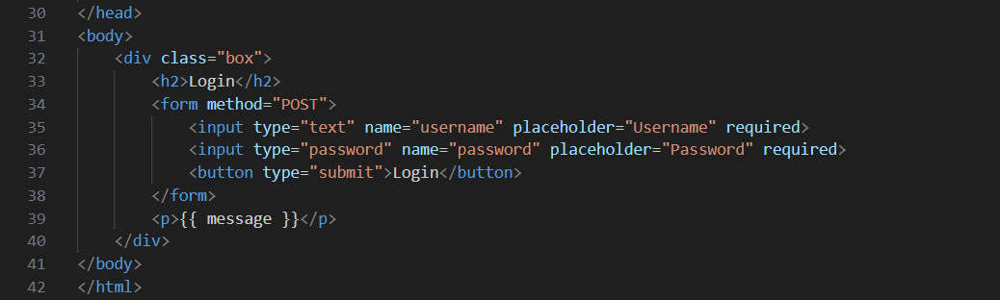 30 </head>
31 <body>
32     <div class="box">
33         <h2>Login</h2>
34         <form method="POST">
35             <input type="text" name="username" placeholder="Username" required>
36             <input type="password" name="password" placeholder="Password" required>
37             <button type="submit">Login</button>
38         </form>
39         <p>{{ message }}</p>
40     </div>
41 </body>
42 </html>